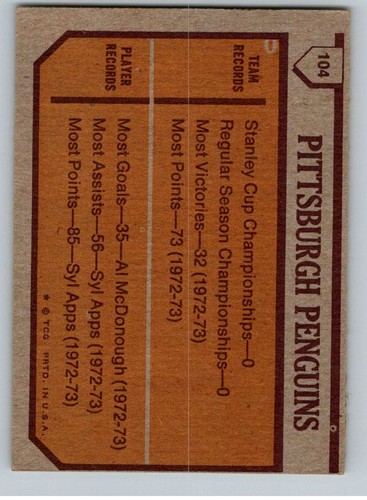 104
PITTSBURGH PENGUINS
TEAM
RECORDS
Stanley Cup Championships—0
Regular Season Championships—0
Most Victories—32 (1972-73)
Most Points—73 (1972-73)
PLAYER
RECORDS
Most Goals—35—Al McDonough (1972-73)
Most Assists—56—Syl Apps (1972-73)
Most Points—85—Syl Apps (1972-73)
* © T.C.G. PRTD. IN U.S.A.